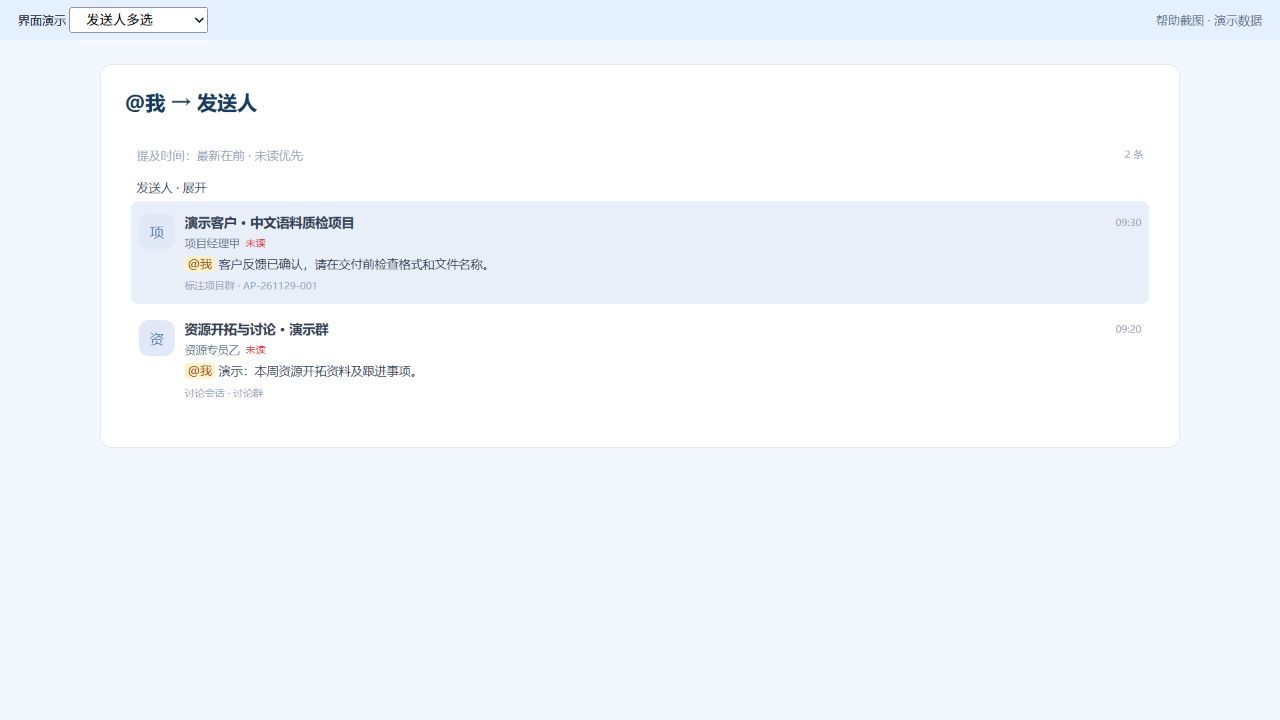 界面演示 发送人多选 帮助截图 · 演示数据
@我 → 发送人
提及时间：最新在前 · 未读优先 2 条
发送人 · 展开
项 演示客户 • 中文语料质检项目 09:30
项目经理甲 未读
@我 客户反馈已确认，请在交付前检查格式和文件名称。
标注项目群 · AP-261129-001
资 资源开拓与讨论 • 演示群 09:20
资源专员乙 未读
@我 演示：本周资源开拓资料及跟进事项。
讨论会话 · 讨论群